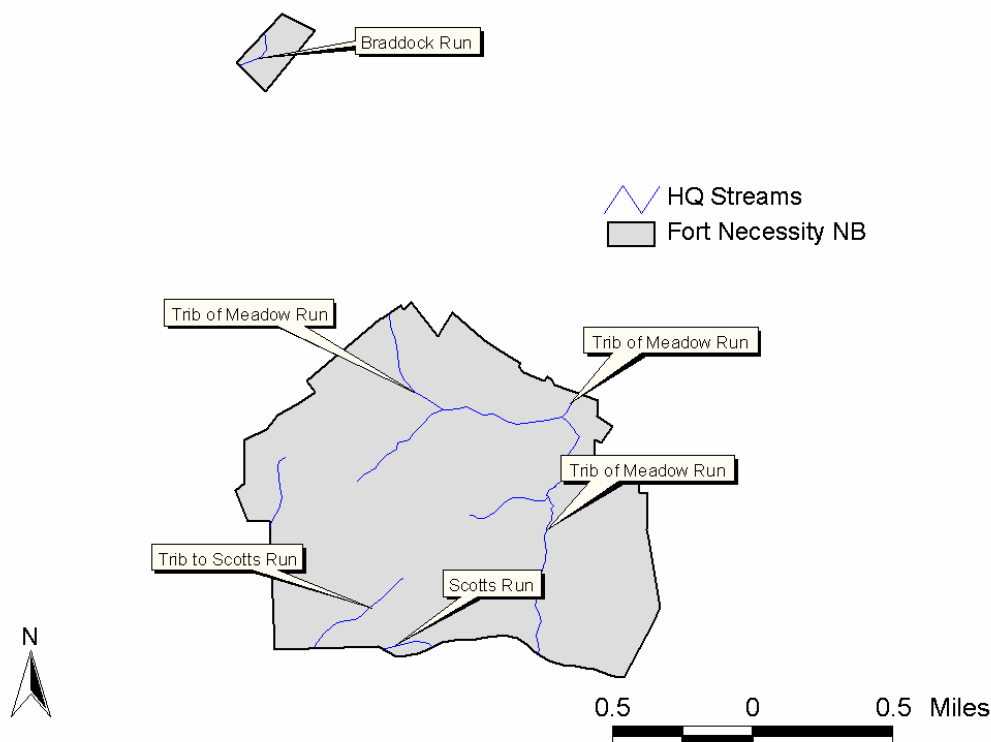 Braddock Run
HQ Streams
Fort Necessity NB
Trib of Meadow Run
Trib of Meadow Run
Trib of Meadow Run
Trib to Scotts Run
Scotts Run
N
0.5 0 0.5 Miles